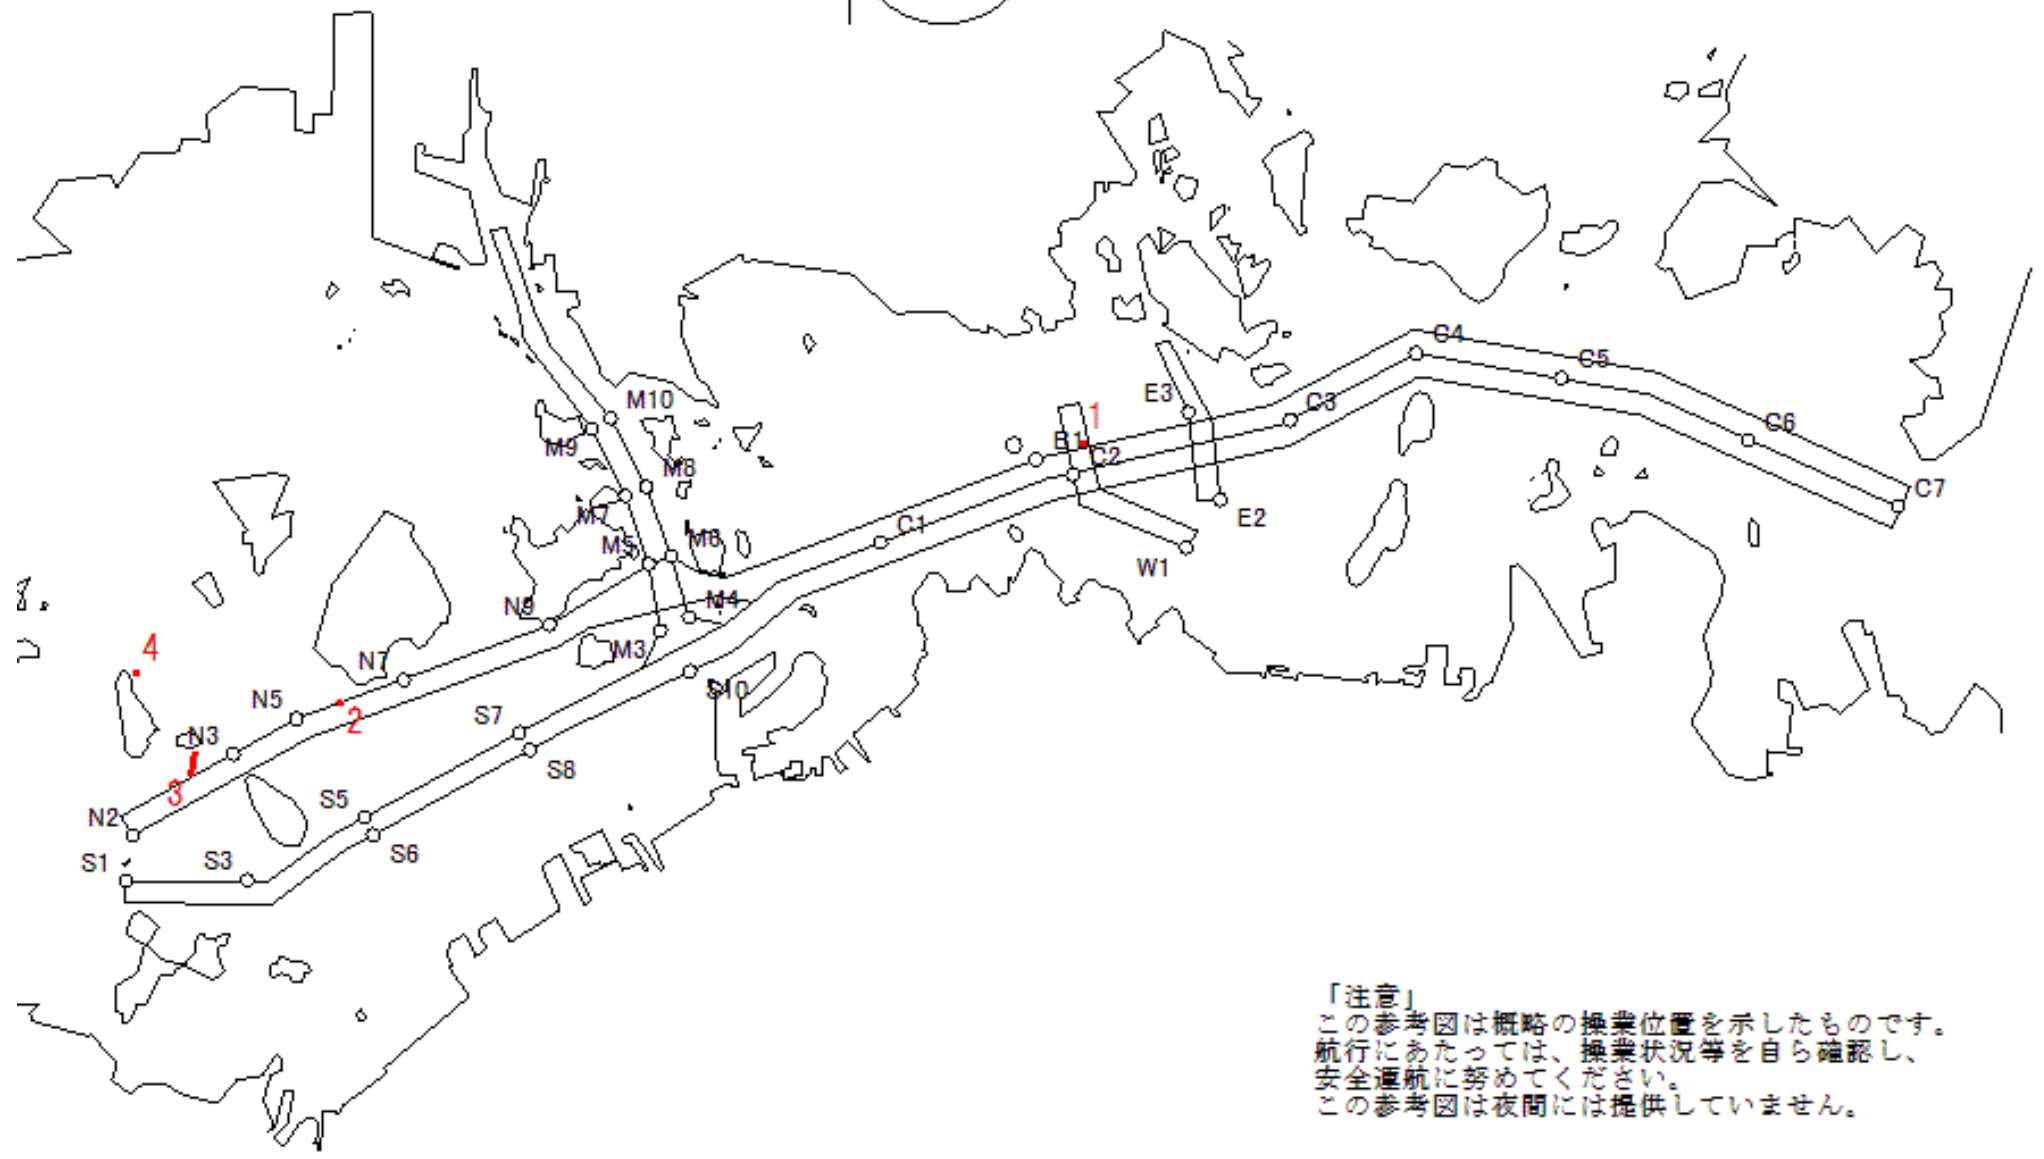 C4
C5
M10
E3
1
C3
C6
M9
B1
C2
M8
C7
M7
E2
C1
M5
M6
W1
N9
M4
4
M3
N7
S10
N5
2
S7
N3
S8
3
S5
N2
S6
S1
S3
「注意」
この参考図は概略の操業位置を示したものです。
航行にあたっては、操業状況等を自ら確認し、
安全運航に努めてください。
この参考図は夜間には提供していません。